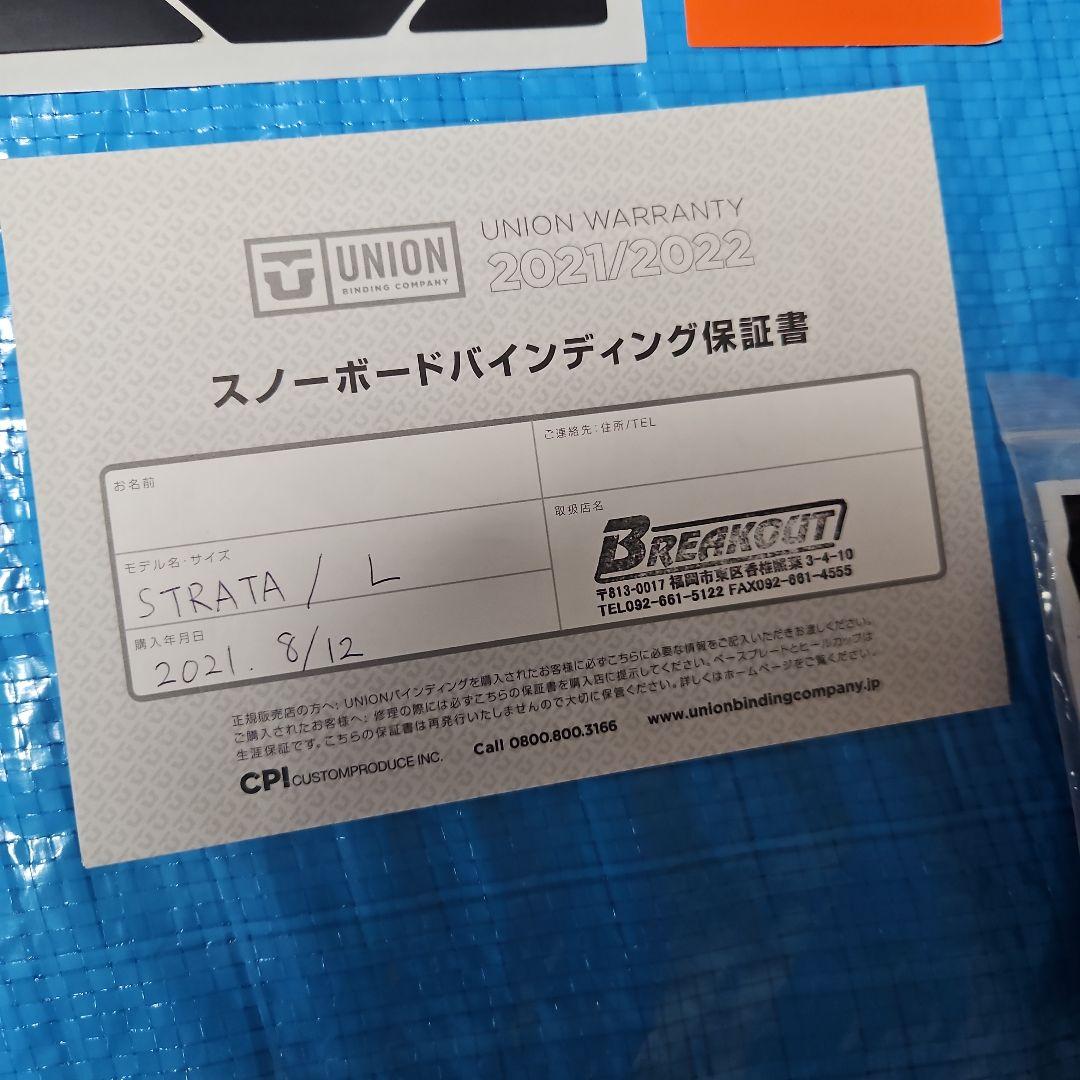 UNION
BINDING COMPANY
UNION WARRANTY
2021/2022
スノーボードバインディング保証書
お名前
ご連絡先:住所/TEL
モデル名・サイズ
STRATA / L
取扱店名
BREAKOUT
〒813-0017 福岡市東区香椎照葉 3-4-10
TEL092-661-5122 FAX092-661-4555
購入年月日
2021. 8/12
正規販売店の方へ: UNIONバインディングを購入されたお客様に必ずこちらに必要な情報をご記入いただきお渡しください。
ご購入されたお客様へ: 修理の際には必ずこちらの保証書を購入店に提示してください。ベースプレートとヒールカップは
生涯保証です。こちらの保証書は再発行いたしませんので大切に保管ください。詳しくはホームページをご覧ください。
CPI CUSTOMPRODUCE INC.
Call 0800.800.3166
www.unionbindingcompany.jp